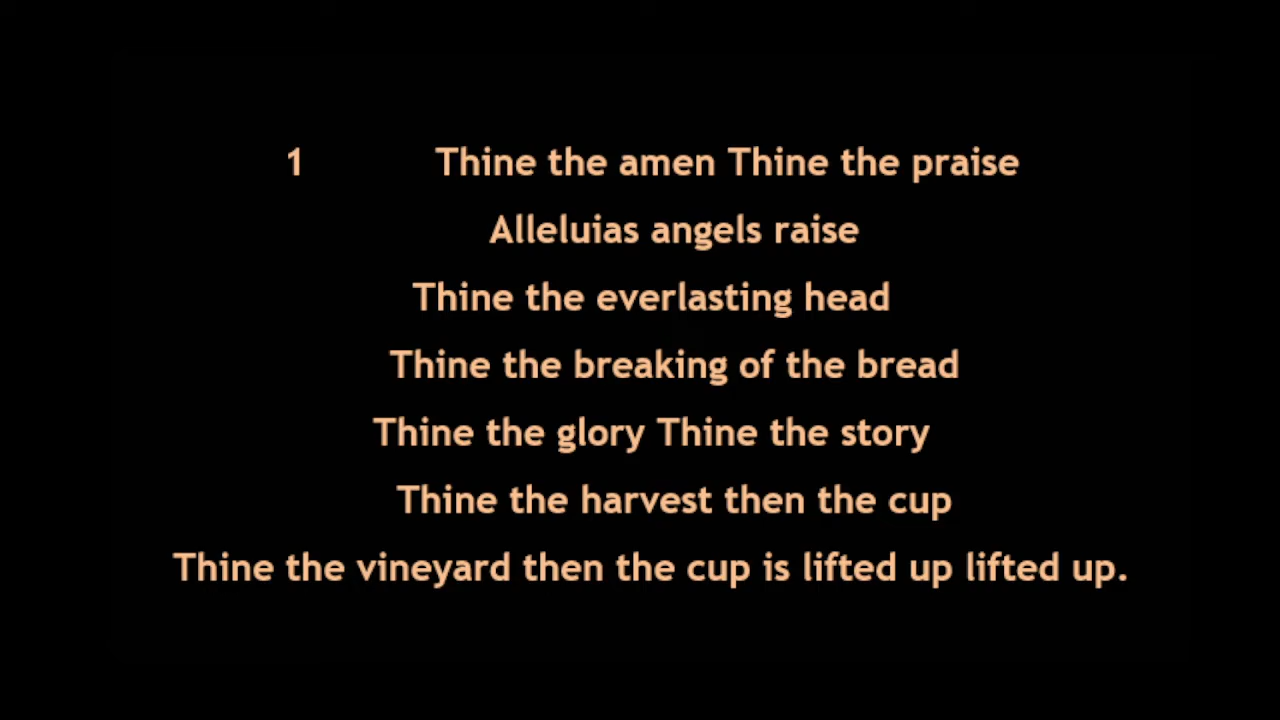 1 Thine the amen Thine the praise
Alleluias angels raise
Thine the everlasting head
Thine the breaking of the bread
Thine the glory Thine the story
Thine the harvest then the cup
Thine the vineyard then the cup is lifted up lifted up.